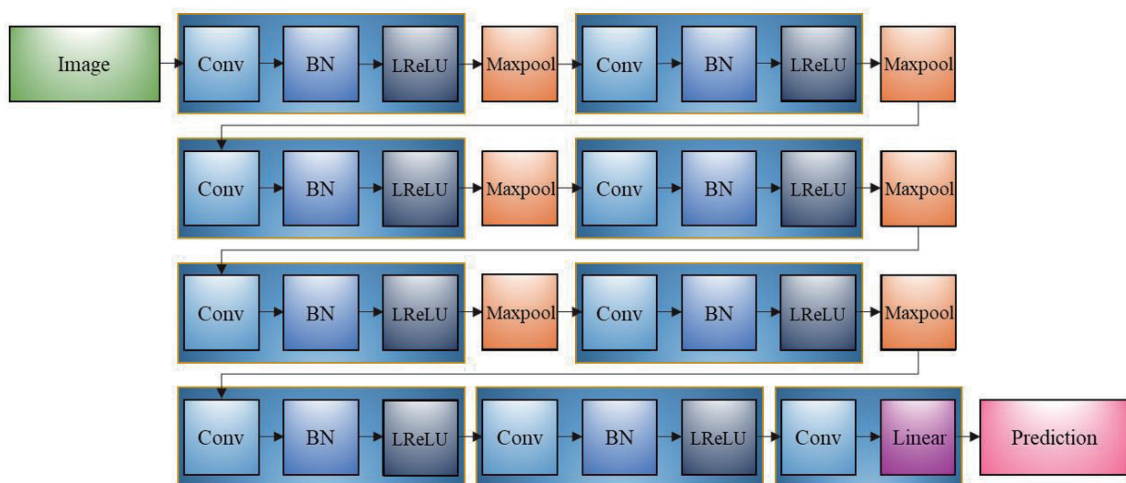 Image Conv BN LReLU Maxpool Conv BN LReLU Maxpool
Conv BN LReLU Maxpool Conv BN LReLU Maxpool
Conv BN LReLU Maxpool Conv BN LReLU Maxpool
Conv BN LReLU Conv BN LReLU Conv Linear Prediction